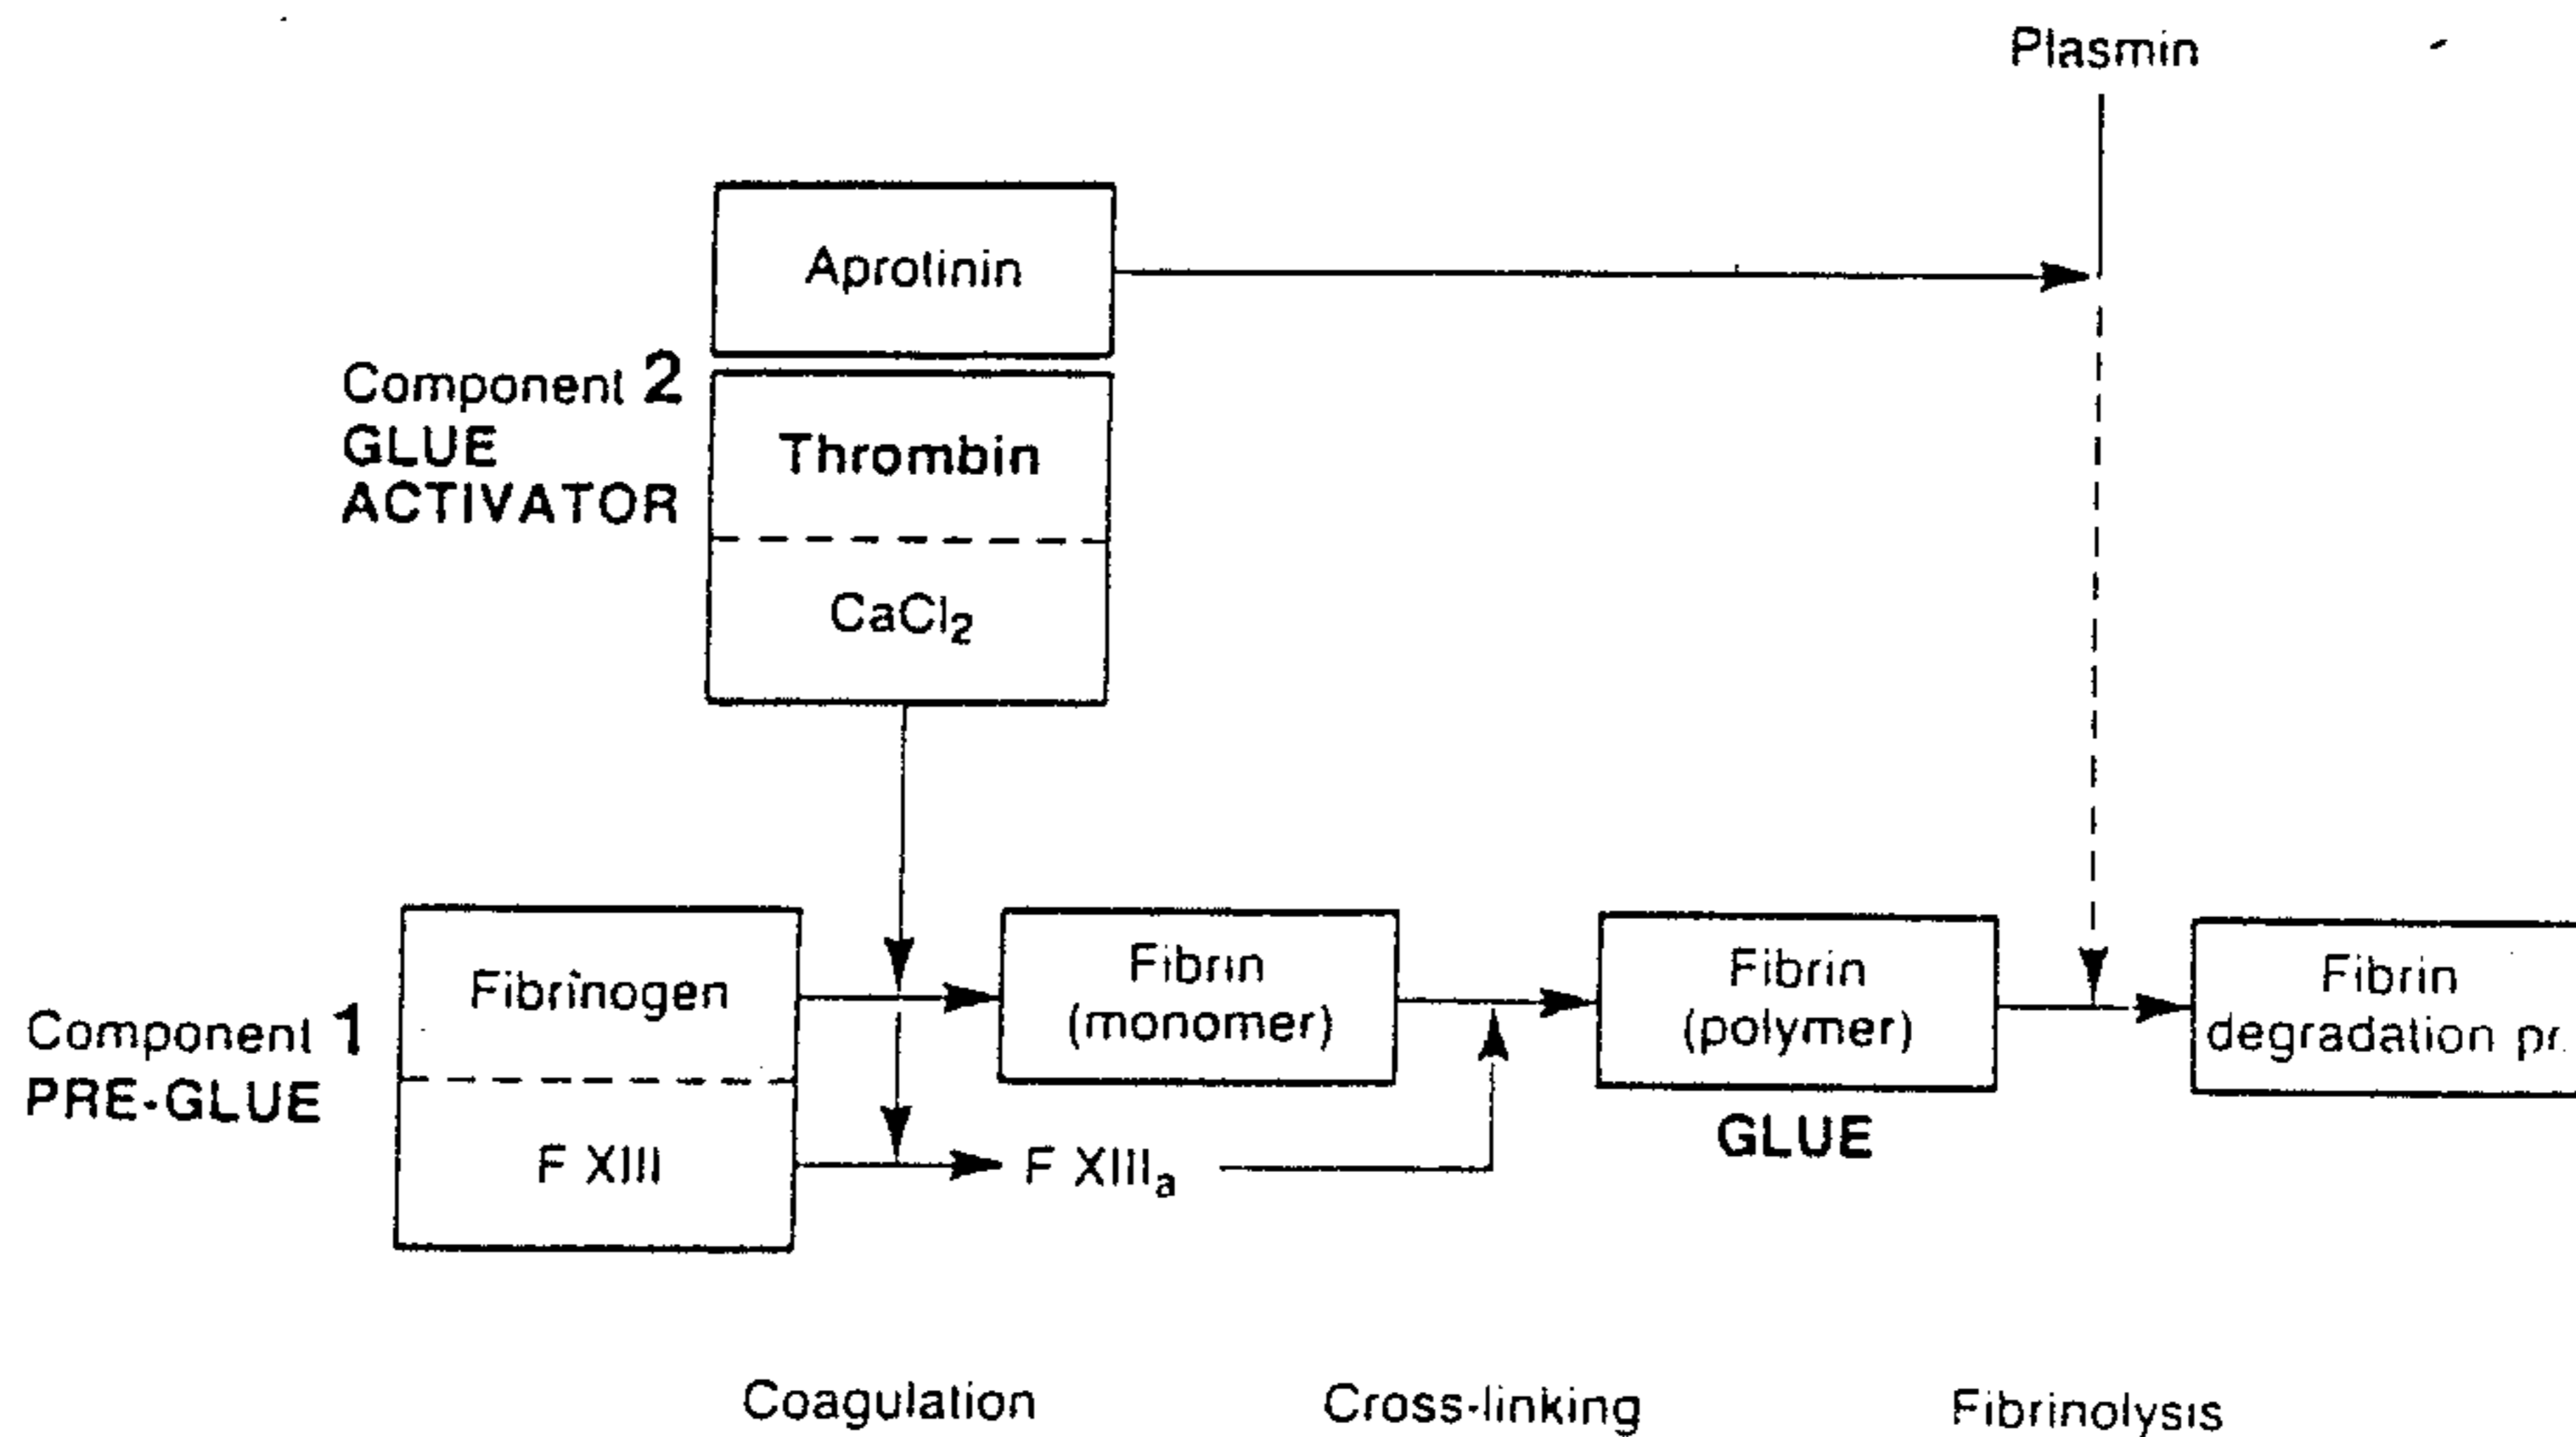 Plasmin
Aprotinin
Component 2
GLUE
ACTIVATOR
Thrombin
CaCl₂
Component 1
PRE-GLUE
Fibrinogen
F XIII
Fibrin
(monomer)
F XIIIₐ
Fibrin
(polymer)
GLUE
Fibrin
degradation pr.
Coagulation
Cross-linking
Fibrinolysis